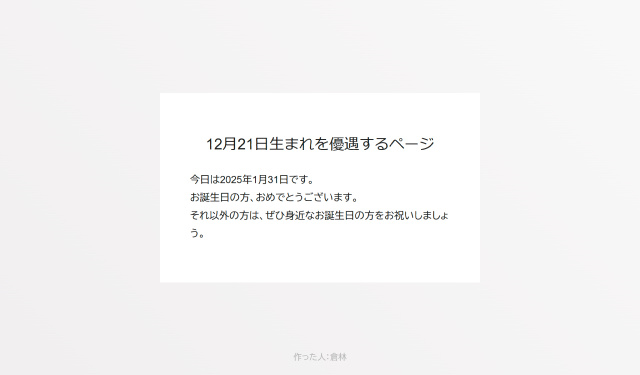 12月21日生まれを優遇するページ
今日は2025年1月31日です。
お誕生日の方、おめでとうございます。
それ以外の方は、ぜひ身近なお誕生日の方をお祝いしましょ
う。
作った人：倉林